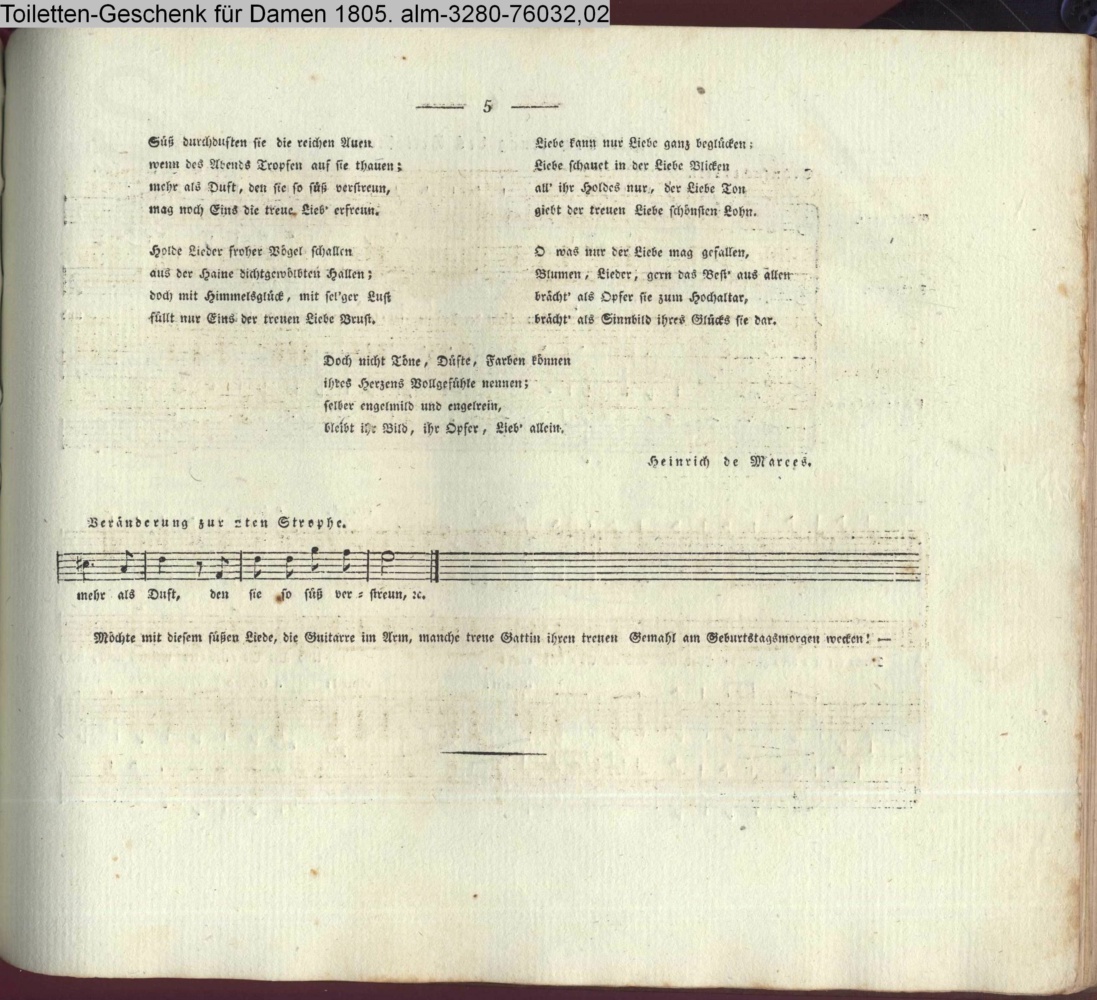 Toiletten-Geschenk für Damen 1805. alm-3280-76032,02
5
Süß durchduften sie die reichen Auen
wenn des Abends Tropfen auf sie thauen;
mehr als Duft, den sie so süß verstreun,
mag noch Eins die treue Lieb' erfreun.
Holde Lieder froher Vögel schallen
aus der Haine dichtgewölbten Hallen;
doch mit Himmelsglück, mit sel'ger Lust
füllt nur Eins der treuen Liebe Brust.
Liebe kann nur Liebe ganz beglücken:
Liebe schauet in der Liebe Blicken
all' ihr Holdes nur, der Liebe Ton
giebt der treuen Liebe schönsten Lohn.
O was nur der Liebe mag gefallen,
Blumen, Lieder, gern das Best' aus allen
brächt' als Opfer sie zum Hochaltar,
brächt' als Sinnbild ihres Glücks sie dar.
Doch nicht Töne, Düfte, Farben können
ihres Herzens Vollgefühle nennen;
selber engelmild und engelrein,
bleibt ihr Bild, ihr Opfer, Lieb' allein.
Heinrich de Marces.
Veränderung zur 2ten Strophe.
mehr als Duft, den sie so süß ver = streun, ꝛc.
Möchte mit diesem süßen Liede, die Guitarre im Arm, manche treue Gattin ihren treuen Gemahl am Geburtstagsmorgen wecken! —